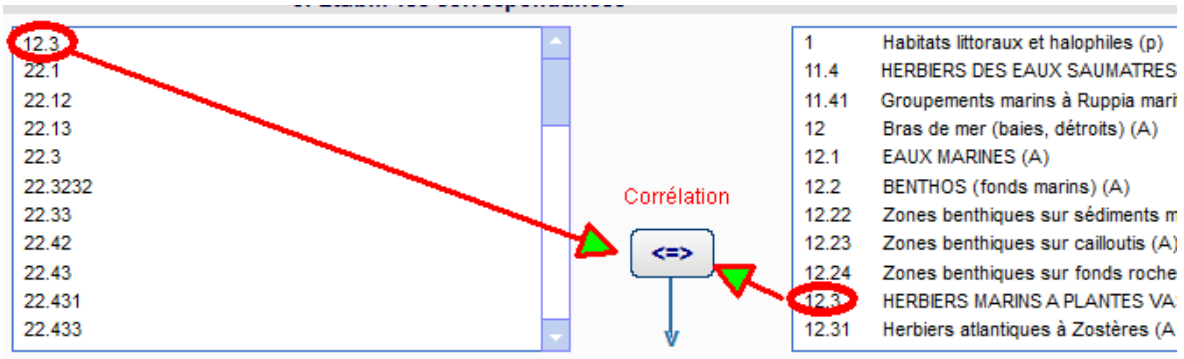 12.3
22.1
22.12
22.13
22.3
22.3232
22.33
22.42
22.43
22.431
22.433
Corrélation
<=>
1 Habitats littoraux et halophiles (p)
11.4 HERBIERS DES EAUX SAUMATRES
11.41 Groupements marins à Ruppia
12 Bras de mer (baies, détroits) (A)
12.1 EAUX MARINES (A)
12.2 BENTHOS (fonds marins) (A)
12.22 Zones benthiques sur sédiments
12.23 Zones benthiques sur cailloutis (A)
12.24 Zones benthiques sur fonds
12.3 HERBIERS MARINS A PLANTES
12.31 Herbiers atlantiques à Zostères (A